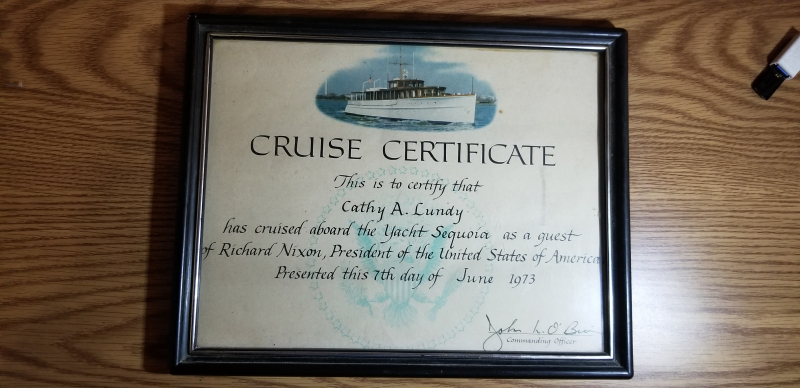 CRUISE CERTIFICATE
This is to certify that
Cathy A. Lundy
has cruised aboard the Yacht Sequoia as a guest
of Richard Nixon, President of the United States of America
Presented this 7th day of June 1973
John
Commanding Officer